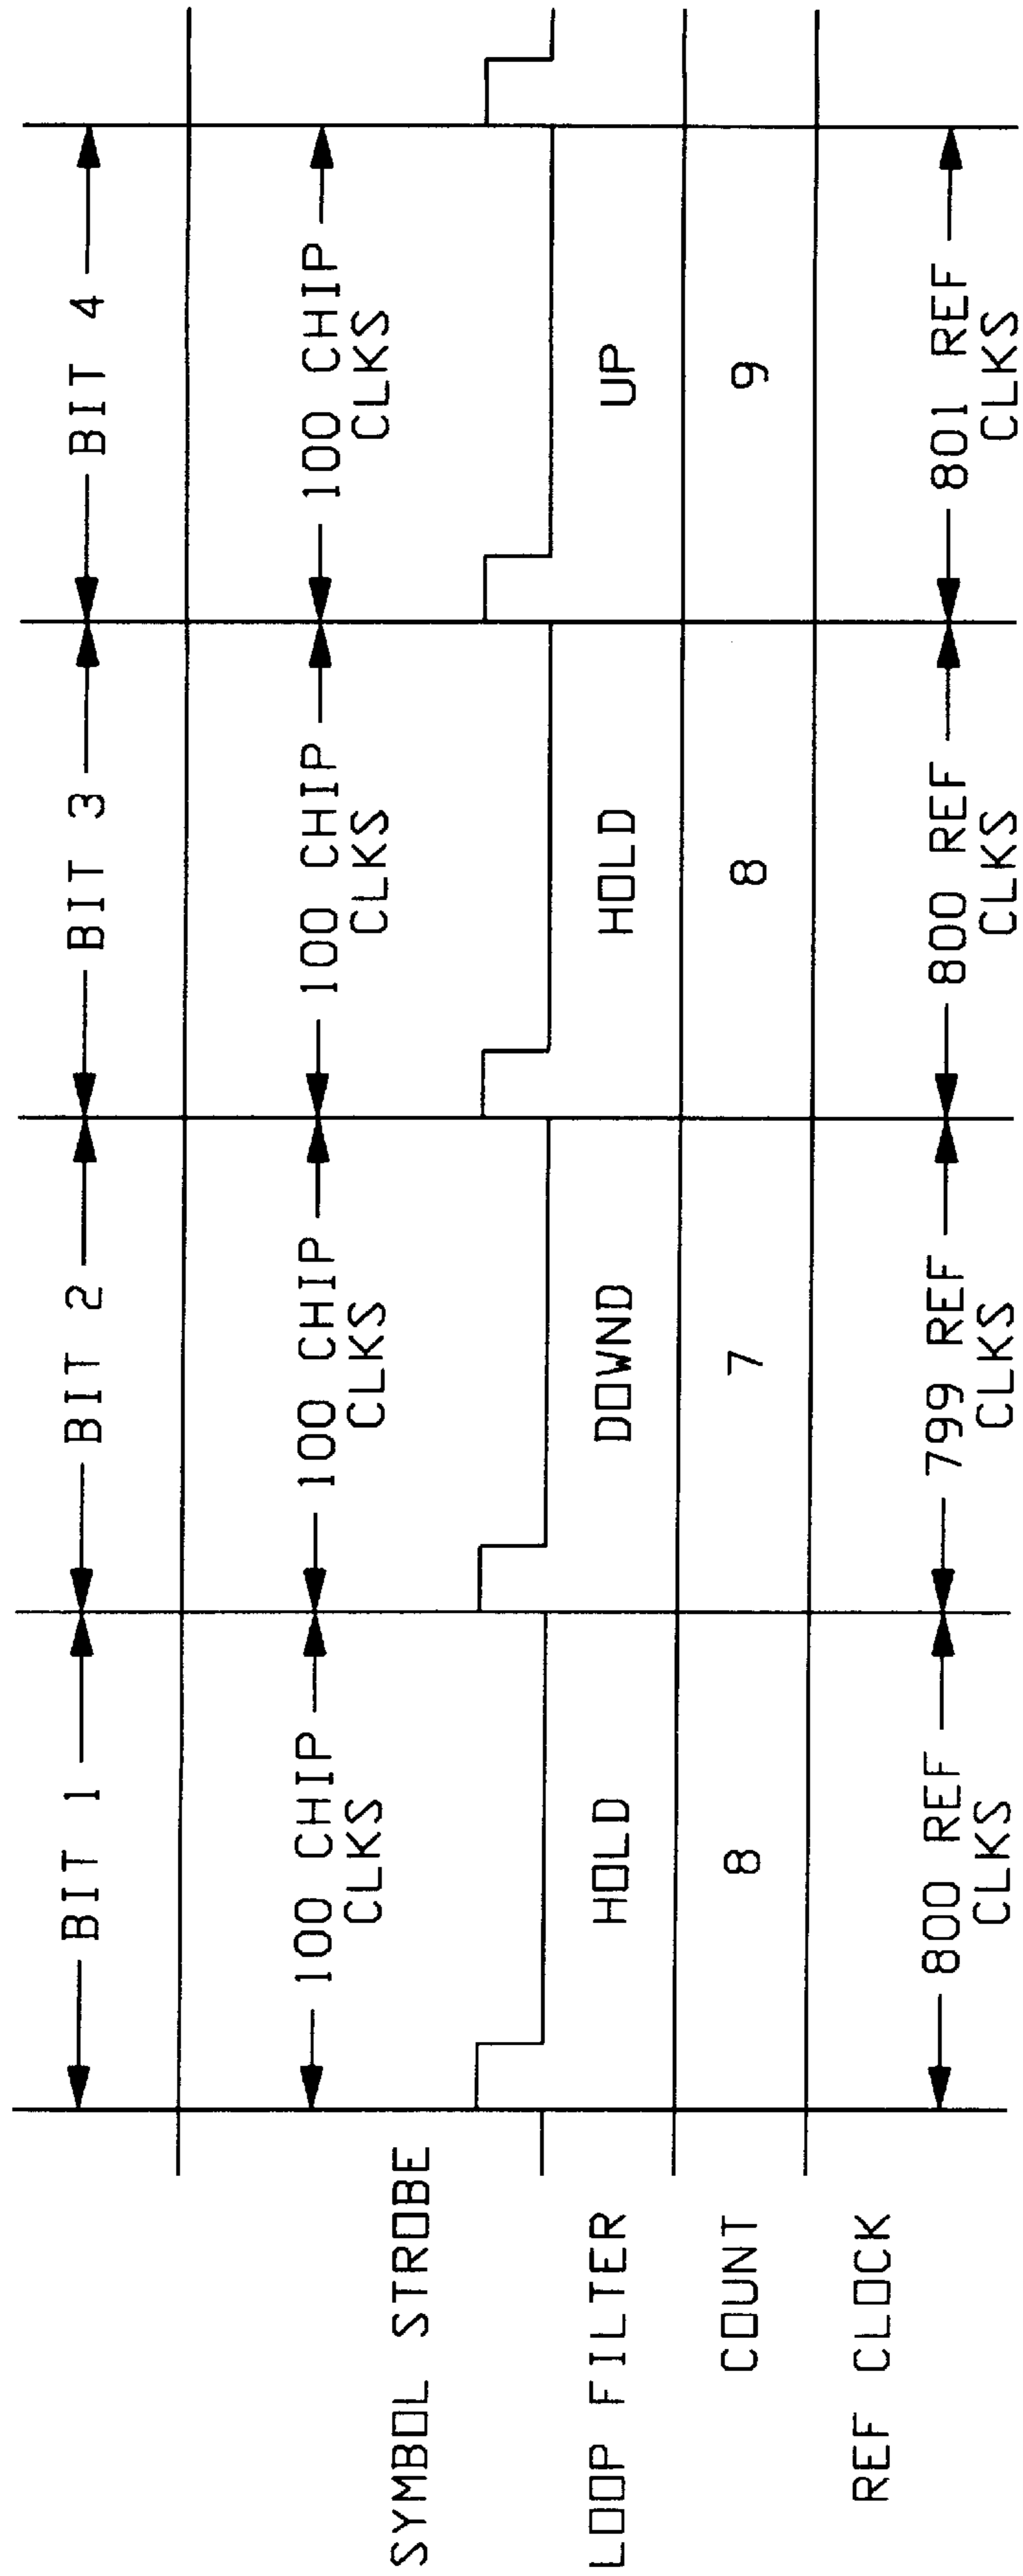 BIT 1 BIT 2 BIT 3 BIT 4
100 CHIP 100 CHIP 100 CHIP 100 CHIP
CLKS CLKS CLKS CLKS
SYMBOL STROBE
LOOP FILTER HOLD DOWND HOLD UP
COUNT 8 7 8 9
REF CLOCK
800 REF 799 REF 800 REF 801 REF
CLKS CLKS CLKS CLKS